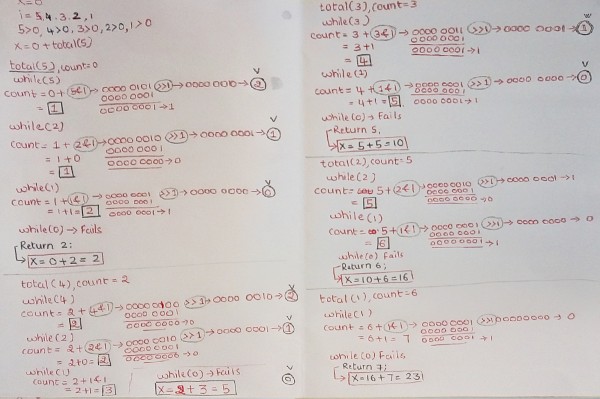 x=0
i = 5,4,3,2,1
5>0, 4>0, 3>0, 2>0, 1>0
x=0 + total(5)
total(5), count=0
while(5)
count = 0+(5&1)→0000 0101(>>1)→0000 0010→2
0000 0001
= 1
0000 0001→1
while(2)
count = 1+(2&1)→0000 0010(>>1)→0000 0001→1
0000 0001
= 1+0
0000 0000→0
= 1
while(1)
count = 1+(1&1)→0000 0001(>>1)→0000 0000→0
0000 0001
= 1+1= 2
0000 0001→1
while(0)→Fails
Return 2;
X = 0+2 = 2
total(4), count = 2
while(4)
count = 2+(4&1)→0000 0100(>>1)→0000 0010→2
0000 0001
= 2
0000 0000→0
while(2)
count = 2+(2&1)→0000 0010(>>1)→0000 0001→1
0000 0001
= 2+0= 2
0000 0000→0
while(1)
count = 2+1&1
= 2+1= 3
0
while(0)→Fails
X = 2+3 = 5
total(3), count=3
while(3)
count = 3+(3&1)→0000 0011(>>1)→0000 0001→1
0000 0001
= 3+1
0000 0001→1
= 4
while(1)
count = 4+(1&1)→0000 0001(>>1)→0000 0000→0
0000 0001
= 4+1= 5
0000 0001→1
while(0)→Fails
Return 5;
X = 5+5=10
total(2), count=5
while(2)
count= 5+(2&1)→0000 0010(>>1)→0000 0001→1
0000 0001
= 5
0000 0000→0
while(1)
count= 5+(1&1)→0000 0001(>>1)→0000 0000→0
0000 0001
= 6
0000 0001→1
while(0) Fails
Return 6;
X=10+6=16
total(1), count=6
while(1)
count = 6+(1&1)→0000 0001(>>1)00000000→0
0000 0001
= 6+1 = 7
0000 0001→1
while(0) Fails
Return 7;
X=16+7=23